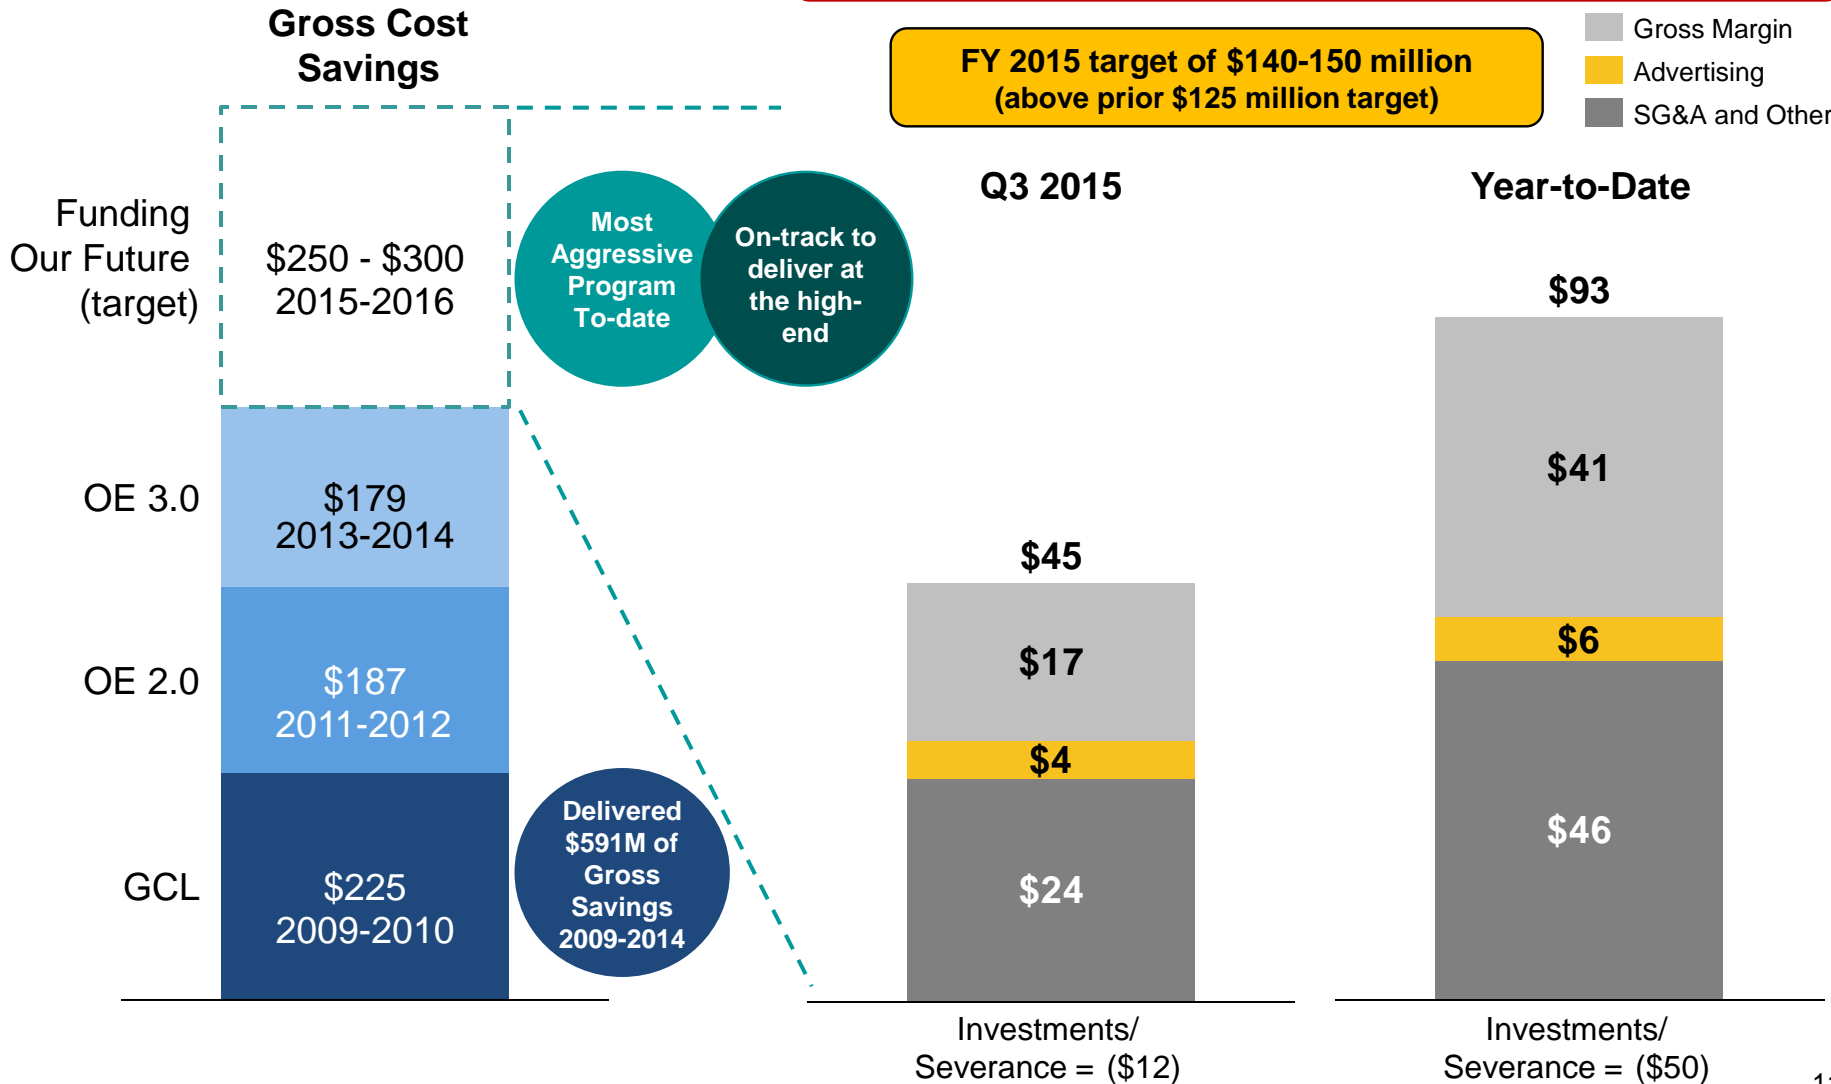 Gross Cost
Savings
FY 2015 target of $140-150 million
(above prior $125 million target)
Gross Margin
Advertising
SG&A and Other
Funding
Our Future
(target)
$250 - $300
2015-2016
Most
Aggressive
Program
To-date
On-track to
deliver at
the high-
end
OE 3.0
$179
2013-2014
OE 2.0
$187
2011-2012
GCL
$225
2009-2010
Delivered
$591M of
Gross
Savings
2009-2014
Q3 2015
$45
$17
$4
$24
Investments/
Severance = ($12)
Year-to-Date
$93
$41
$6
$46
Investments/
Severance = ($50)